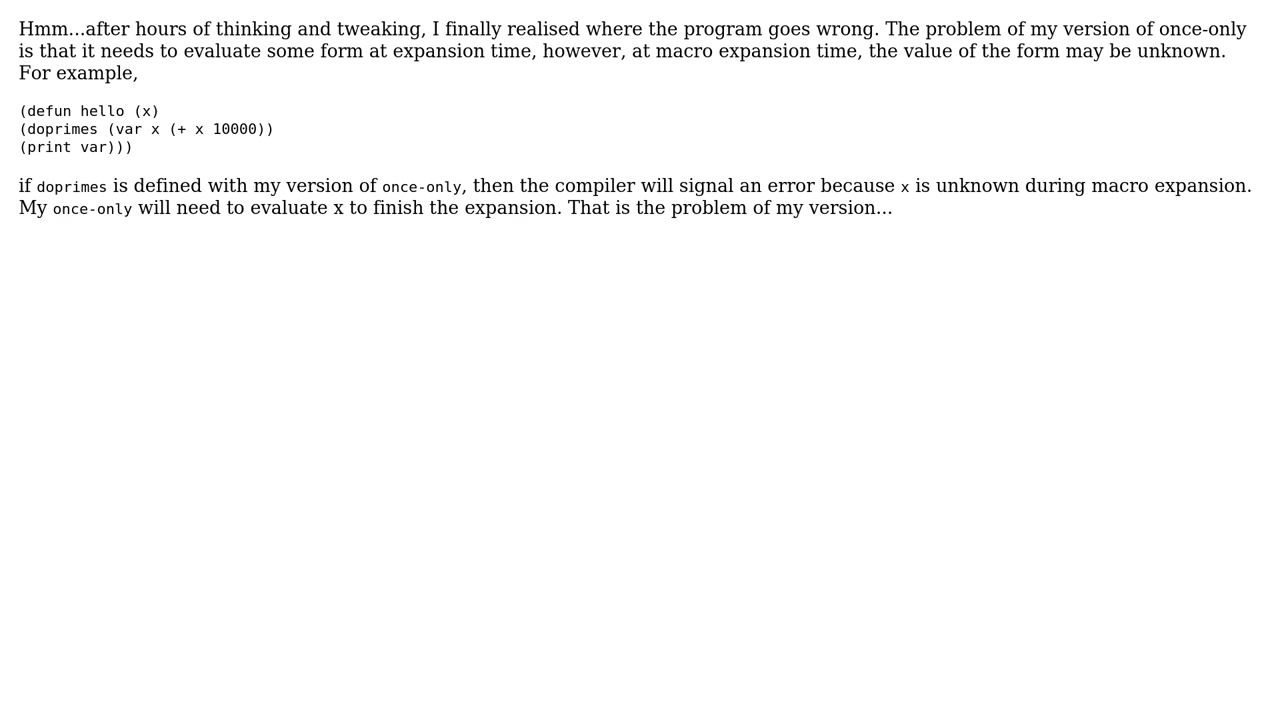 Hmm...after hours of thinking and tweaking, I finally realised where the program goes wrong. The problem of my version of once-only
is that it needs to evaluate some form at expansion time, however, at macro expansion time, the value of the form may be unknown.
For example,
(defun hello (x)
(doprimes (var x (+ x 10000))
(print var)))
if doprimes is defined with my version of once-only, then the compiler will signal an error because x is unknown during macro expansion.
My once-only will need to evaluate x to finish the expansion. That is the problem of my version...